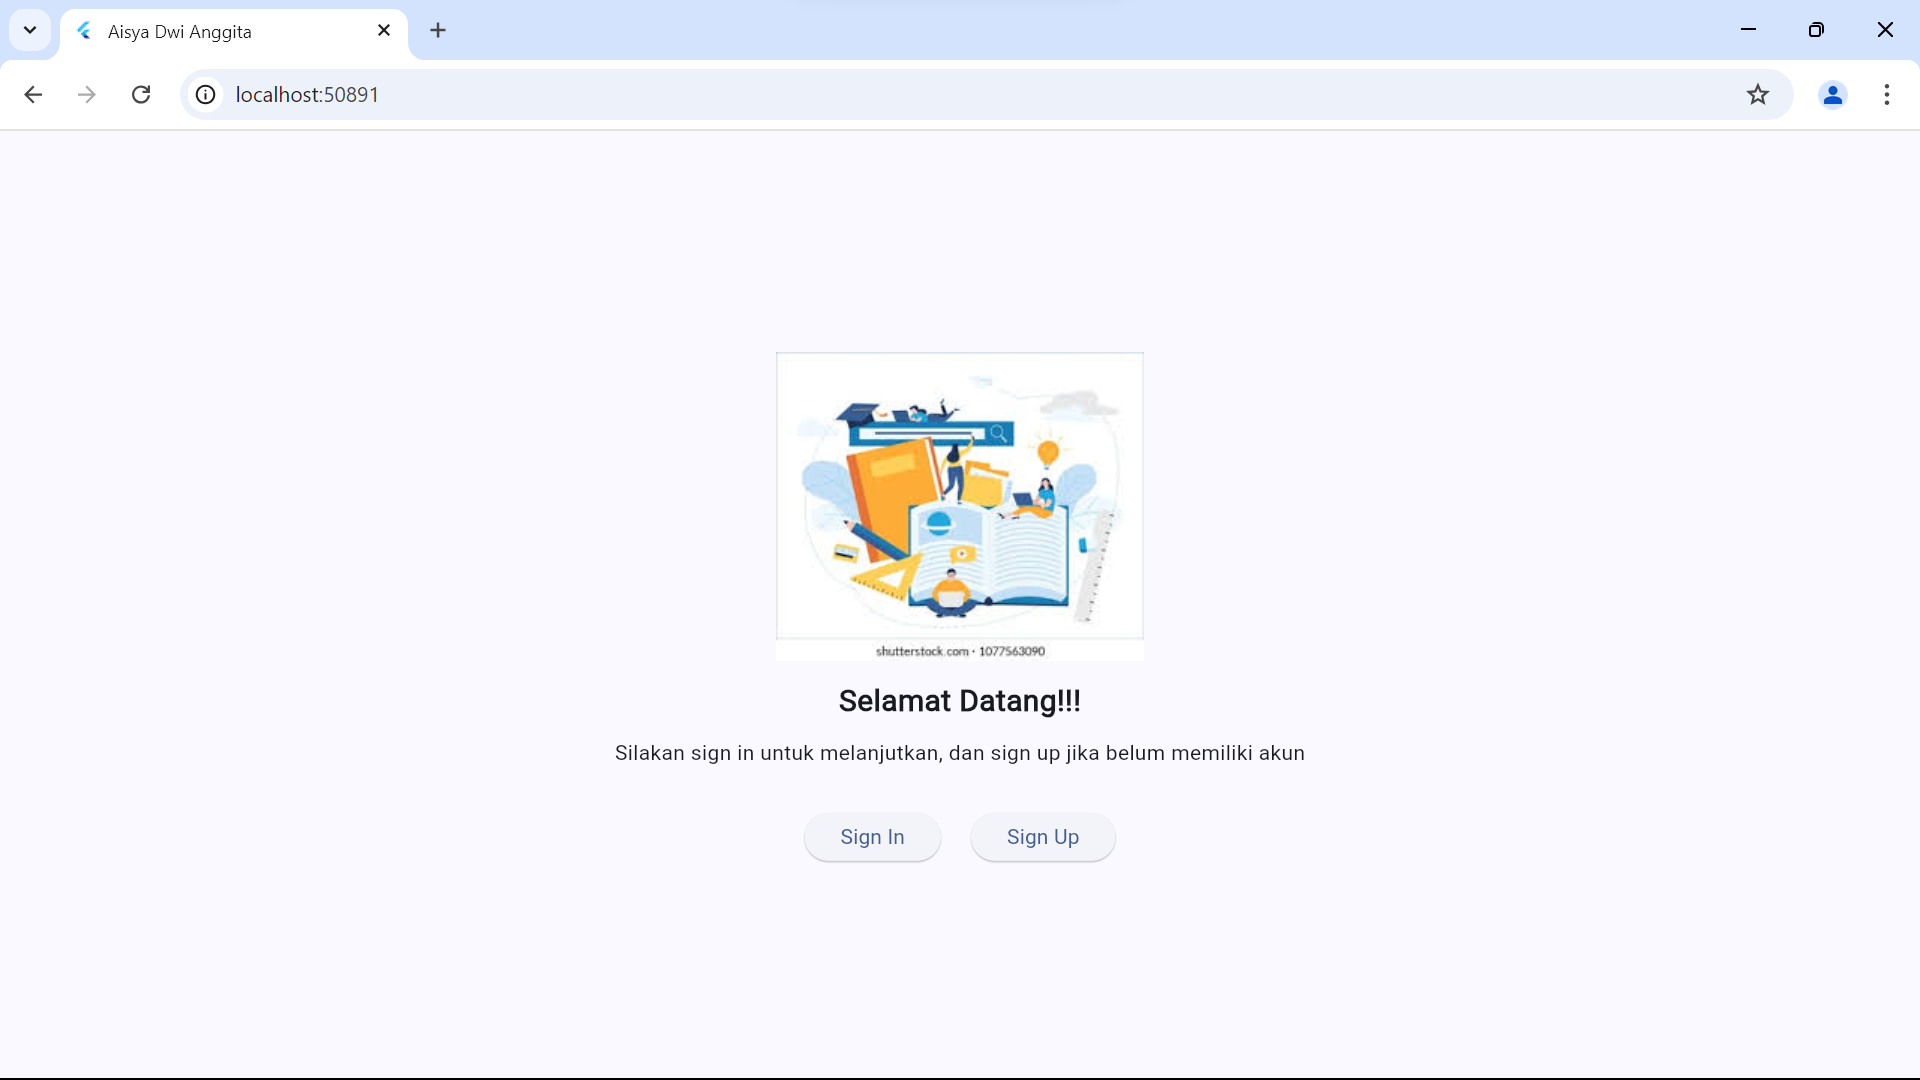 Aisya Dwi Anggita
localhost:50891
shutterstock.com · 1077563090
Selamat Datang!!!
Silakan sign in untuk melanjutkan, dan sign up jika belum memiliki akun
Sign In
Sign Up